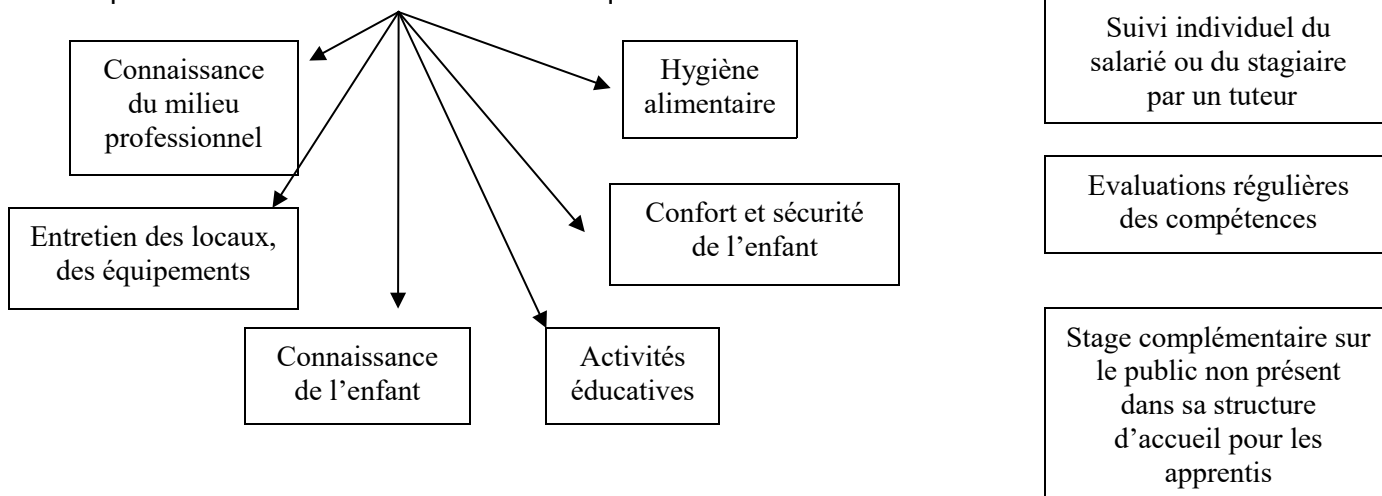 Connaissance
du milieu
professionnel
Hygiène
alimentaire
Entretien des locaux,
des équipements
Confort et sécurité
de l’enfant
Connaissance
de l’enfant
Activités
éducatives
Suivi individuel du
salarié ou du stagiaire
par un tuteur
Evaluations régulières
des compétences
Stage complémentaire sur
le public non présent
dans sa structure
d’accueil pour les
apprentis